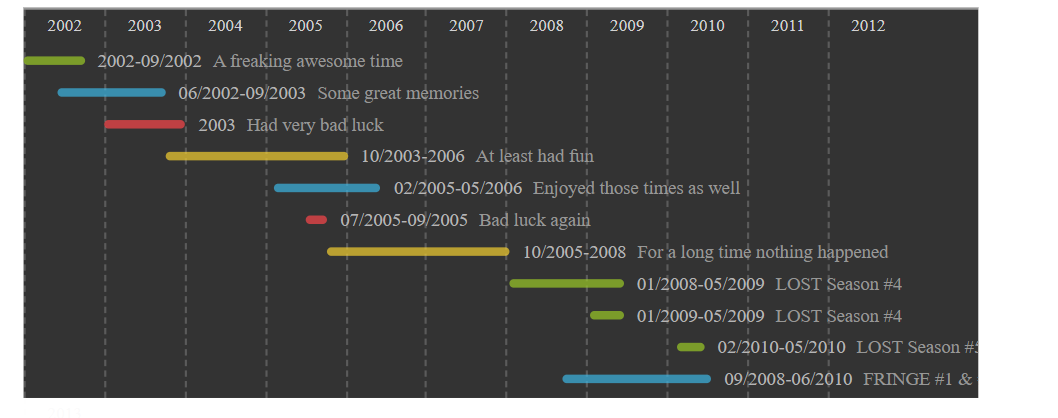 2002 2003 2004 2005 2006 2007 2008 2009 2010 2011 2012
2002-09/2002 A freaking awesome time
06/2002-09/2003 Some great memories
2003 Had very bad luck
10/2003-2006 At least had fun
02/2005-05/2006 Enjoyed those times as well
07/2005-09/2005 Bad luck again
10/2005-2008 For a long time nothing happened
01/2008-05/2009 LOST Season #4
01/2009-05/2009 LOST Season #4
02/2010-05/2010 LOST Season
09/2008-06/2010 FRINGE #1 &